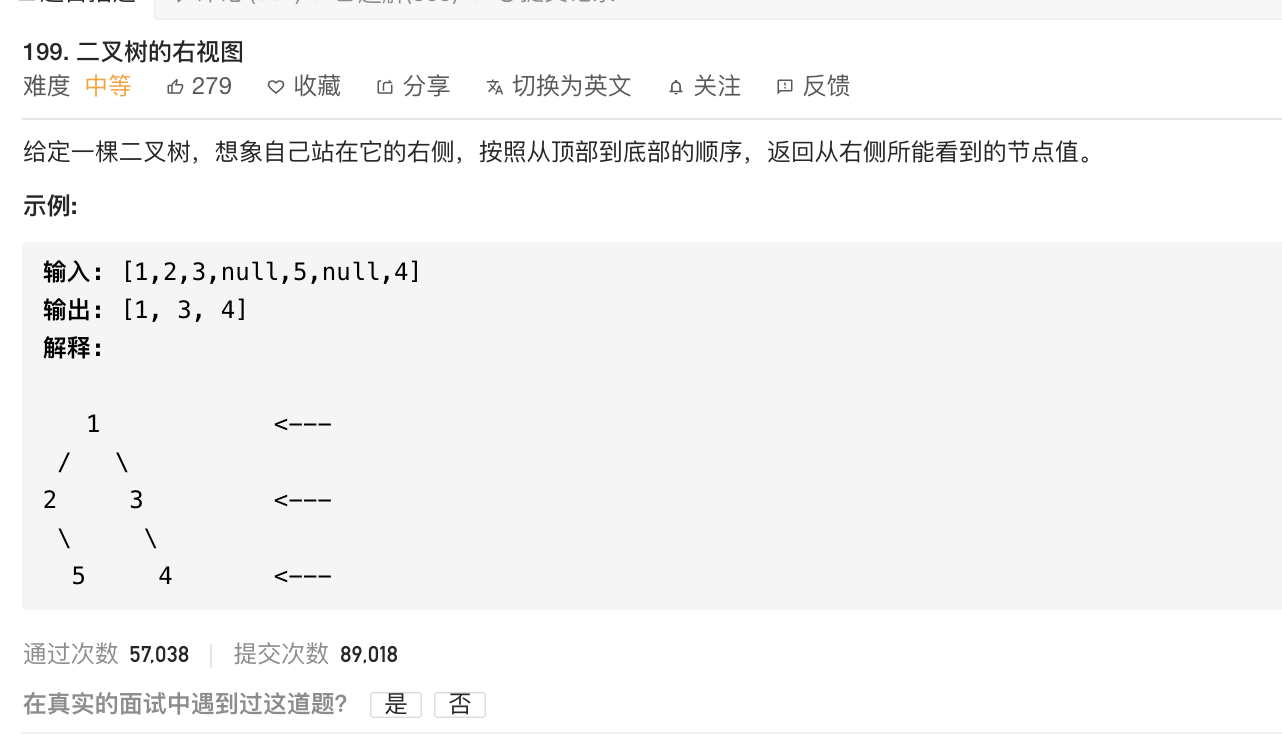 199. 二叉树的右视图
难度 中等 279 收藏 分享 切换为英文 关注 反馈
给定一棵二叉树，想象自己站在它的右侧，按照从顶部到底部的顺序，返回从右侧所能看到的节点值。
示例:
输入: [1,2,3,null,5,null,4]
输出: [1, 3, 4]
解释:
   1            <---
 /   \
2     3         <---
 \     \
  5     4       <---
通过次数 57,038 | 提交次数 89,018
在真实的面试中遇到过这道题? 是 否